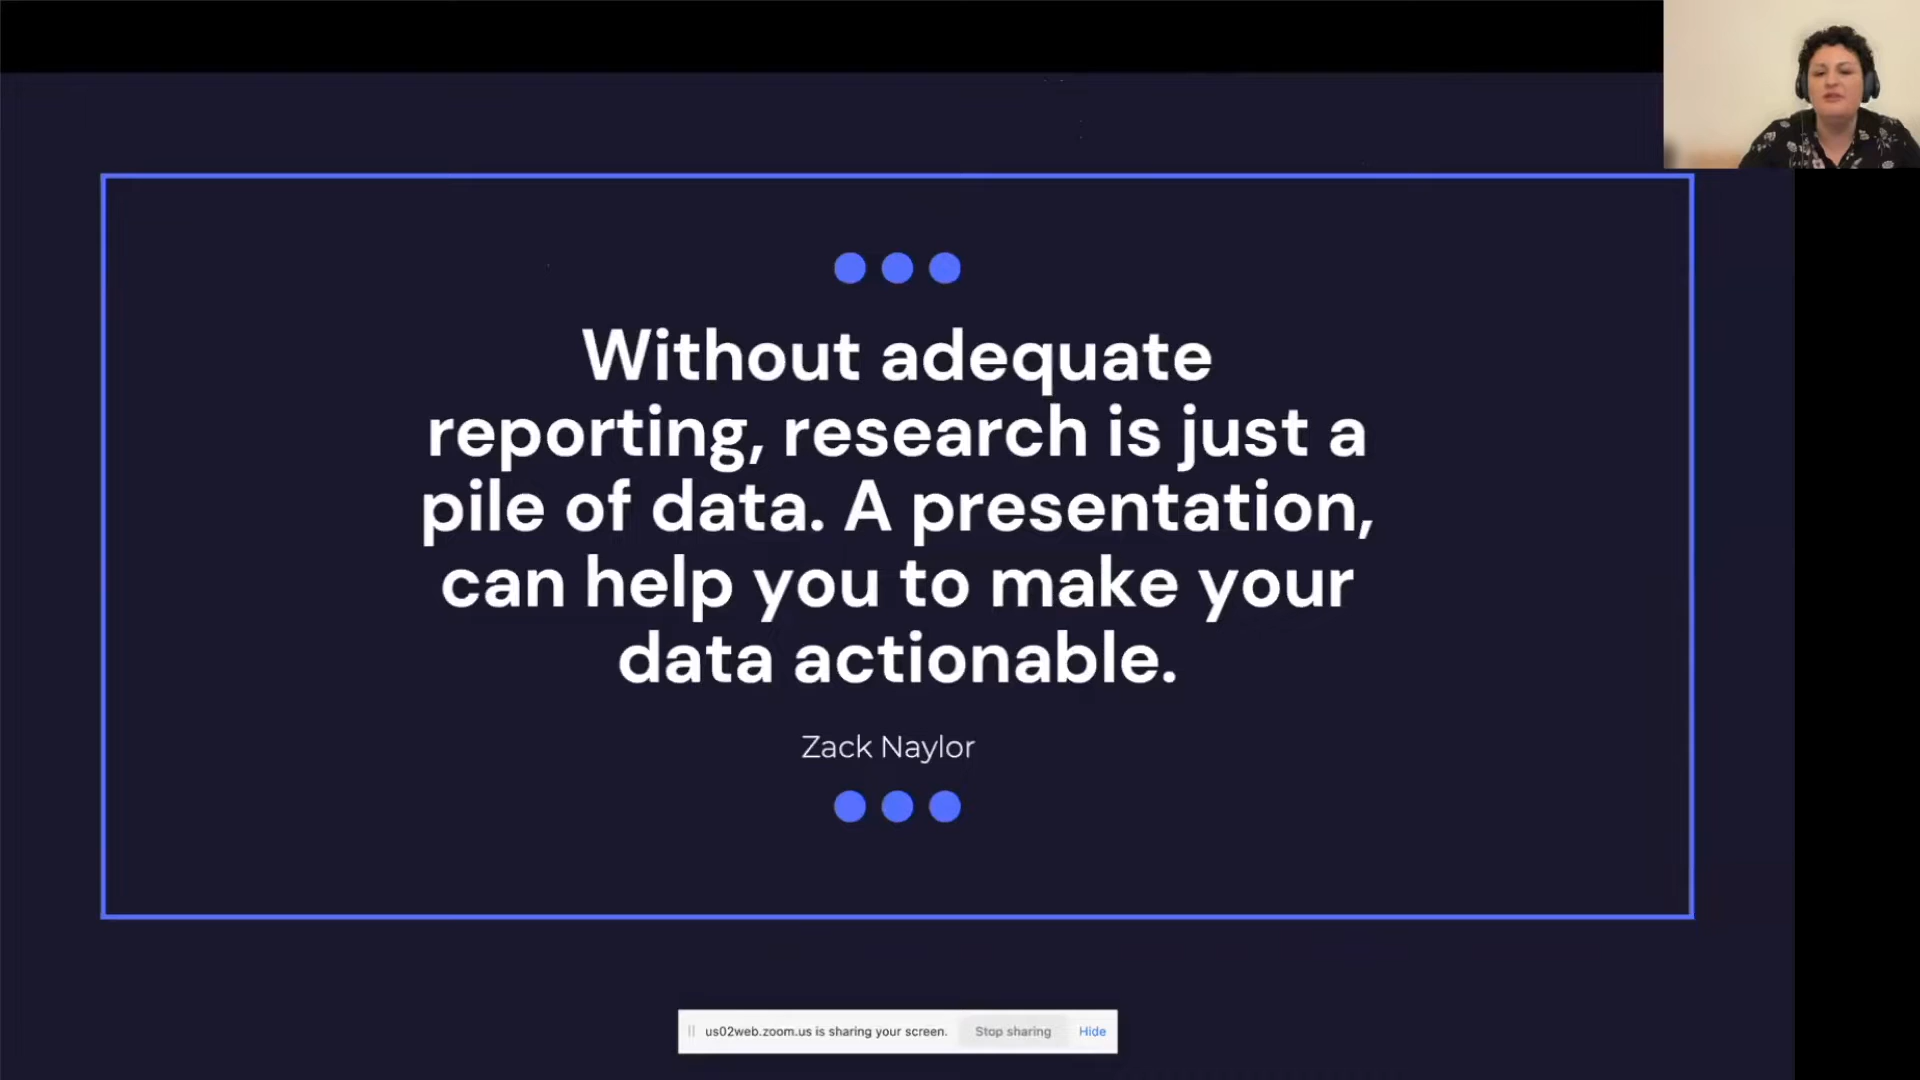 Without adequate
reporting, research is just a
pile of data. A presentation,
can help you to make your
data actionable.
Zack Naylor
us02web.zoom.us is sharing your screen. Stop sharing Hide